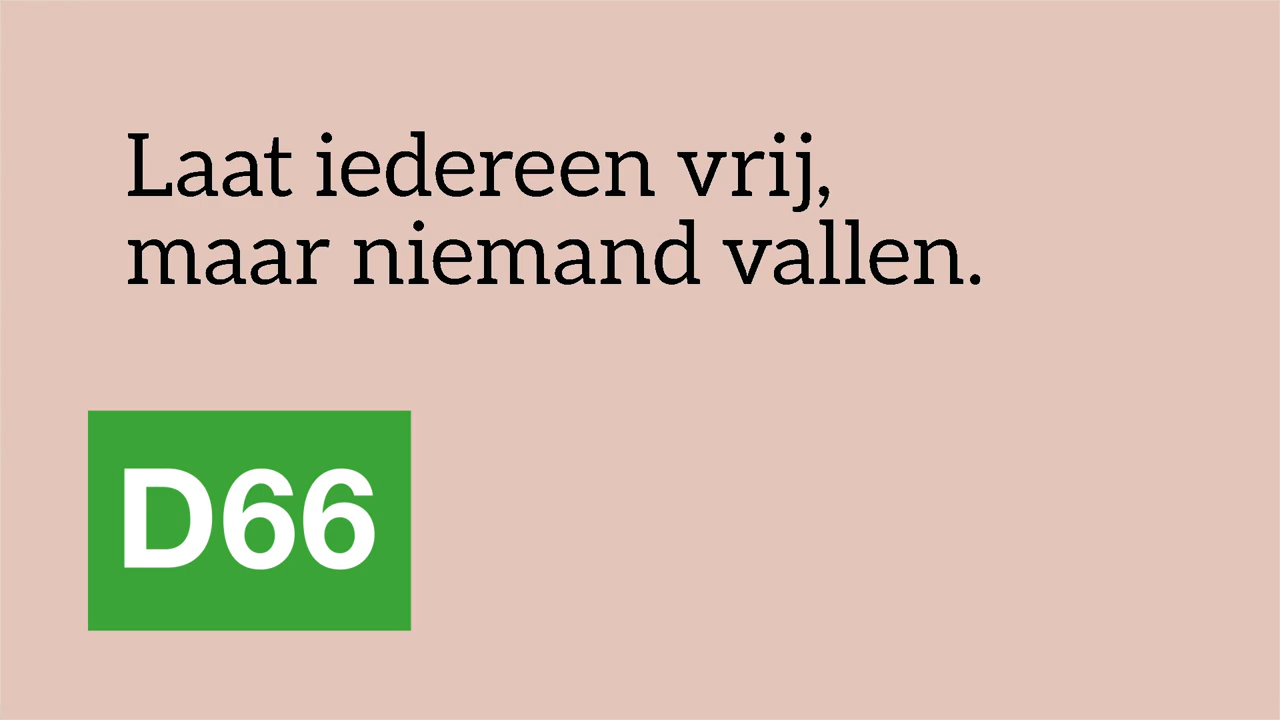 Laat iedereen vrij,
maar niemand vallen.
D66